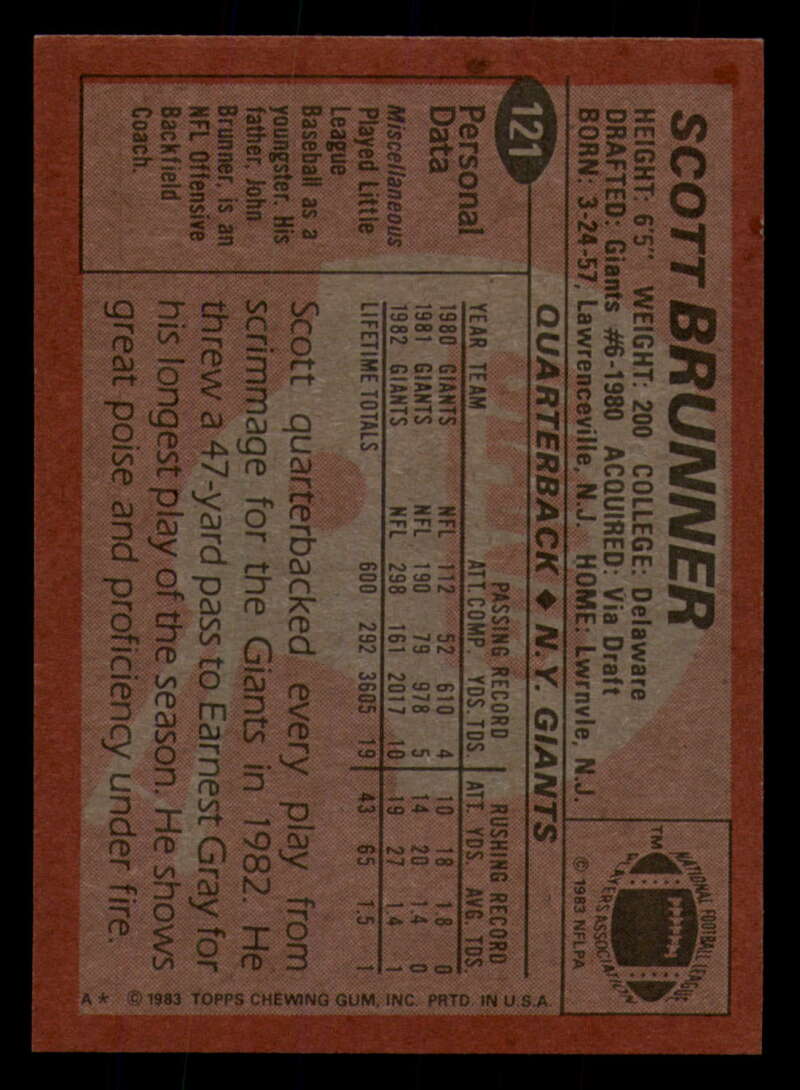 SCOTT BRUNNER
HEIGHT: 6'5" WEIGHT: 200 COLLEGE: Delaware
DRAFTED: Giants #6-1980 ACQUIRED: Via Draft
BORN: 3-24-57, Lawrenceville, N.J. HOME: Lwrnvle, N.J.
TM
NATIONAL FOOTBALL LEAGUE
PLAYERS ASSOCIATION
© 1983 NFLPA
121
QUARTERBACK ♦ N.Y. GIANTS
Personal
Data
Miscellaneous
Played Little
League
Baseball as a
youngster. His
father, John
Brunner, is an
NFL Offensive
Backfield
Coach.
PASSING RECORD RUSHING RECORD
YEAR TEAM ATT. COMP. YDS. TDS. ATT. YDS. AVG. TDS.
1980 GIANTS NFL 112 52 610 4 10 18 1.8 0
1981 GIANTS NFL 190 79 978 5 14 20 1.4 0
1982 GIANTS NFL 298 161 2017 10 19 27 1.4 1
LIFETIME TOTALS 600 292 3605 19 43 65 1.5 1
Scott quarterbacked every play from
scrimmage for the Giants in 1982. He
threw a 47-yard pass to Earnest Gray for
his longest play of the season. He shows
great poise and proficiency under fire.
A* © 1983 TOPPS CHEWING GUM, INC. PRTD. IN U.S.A.